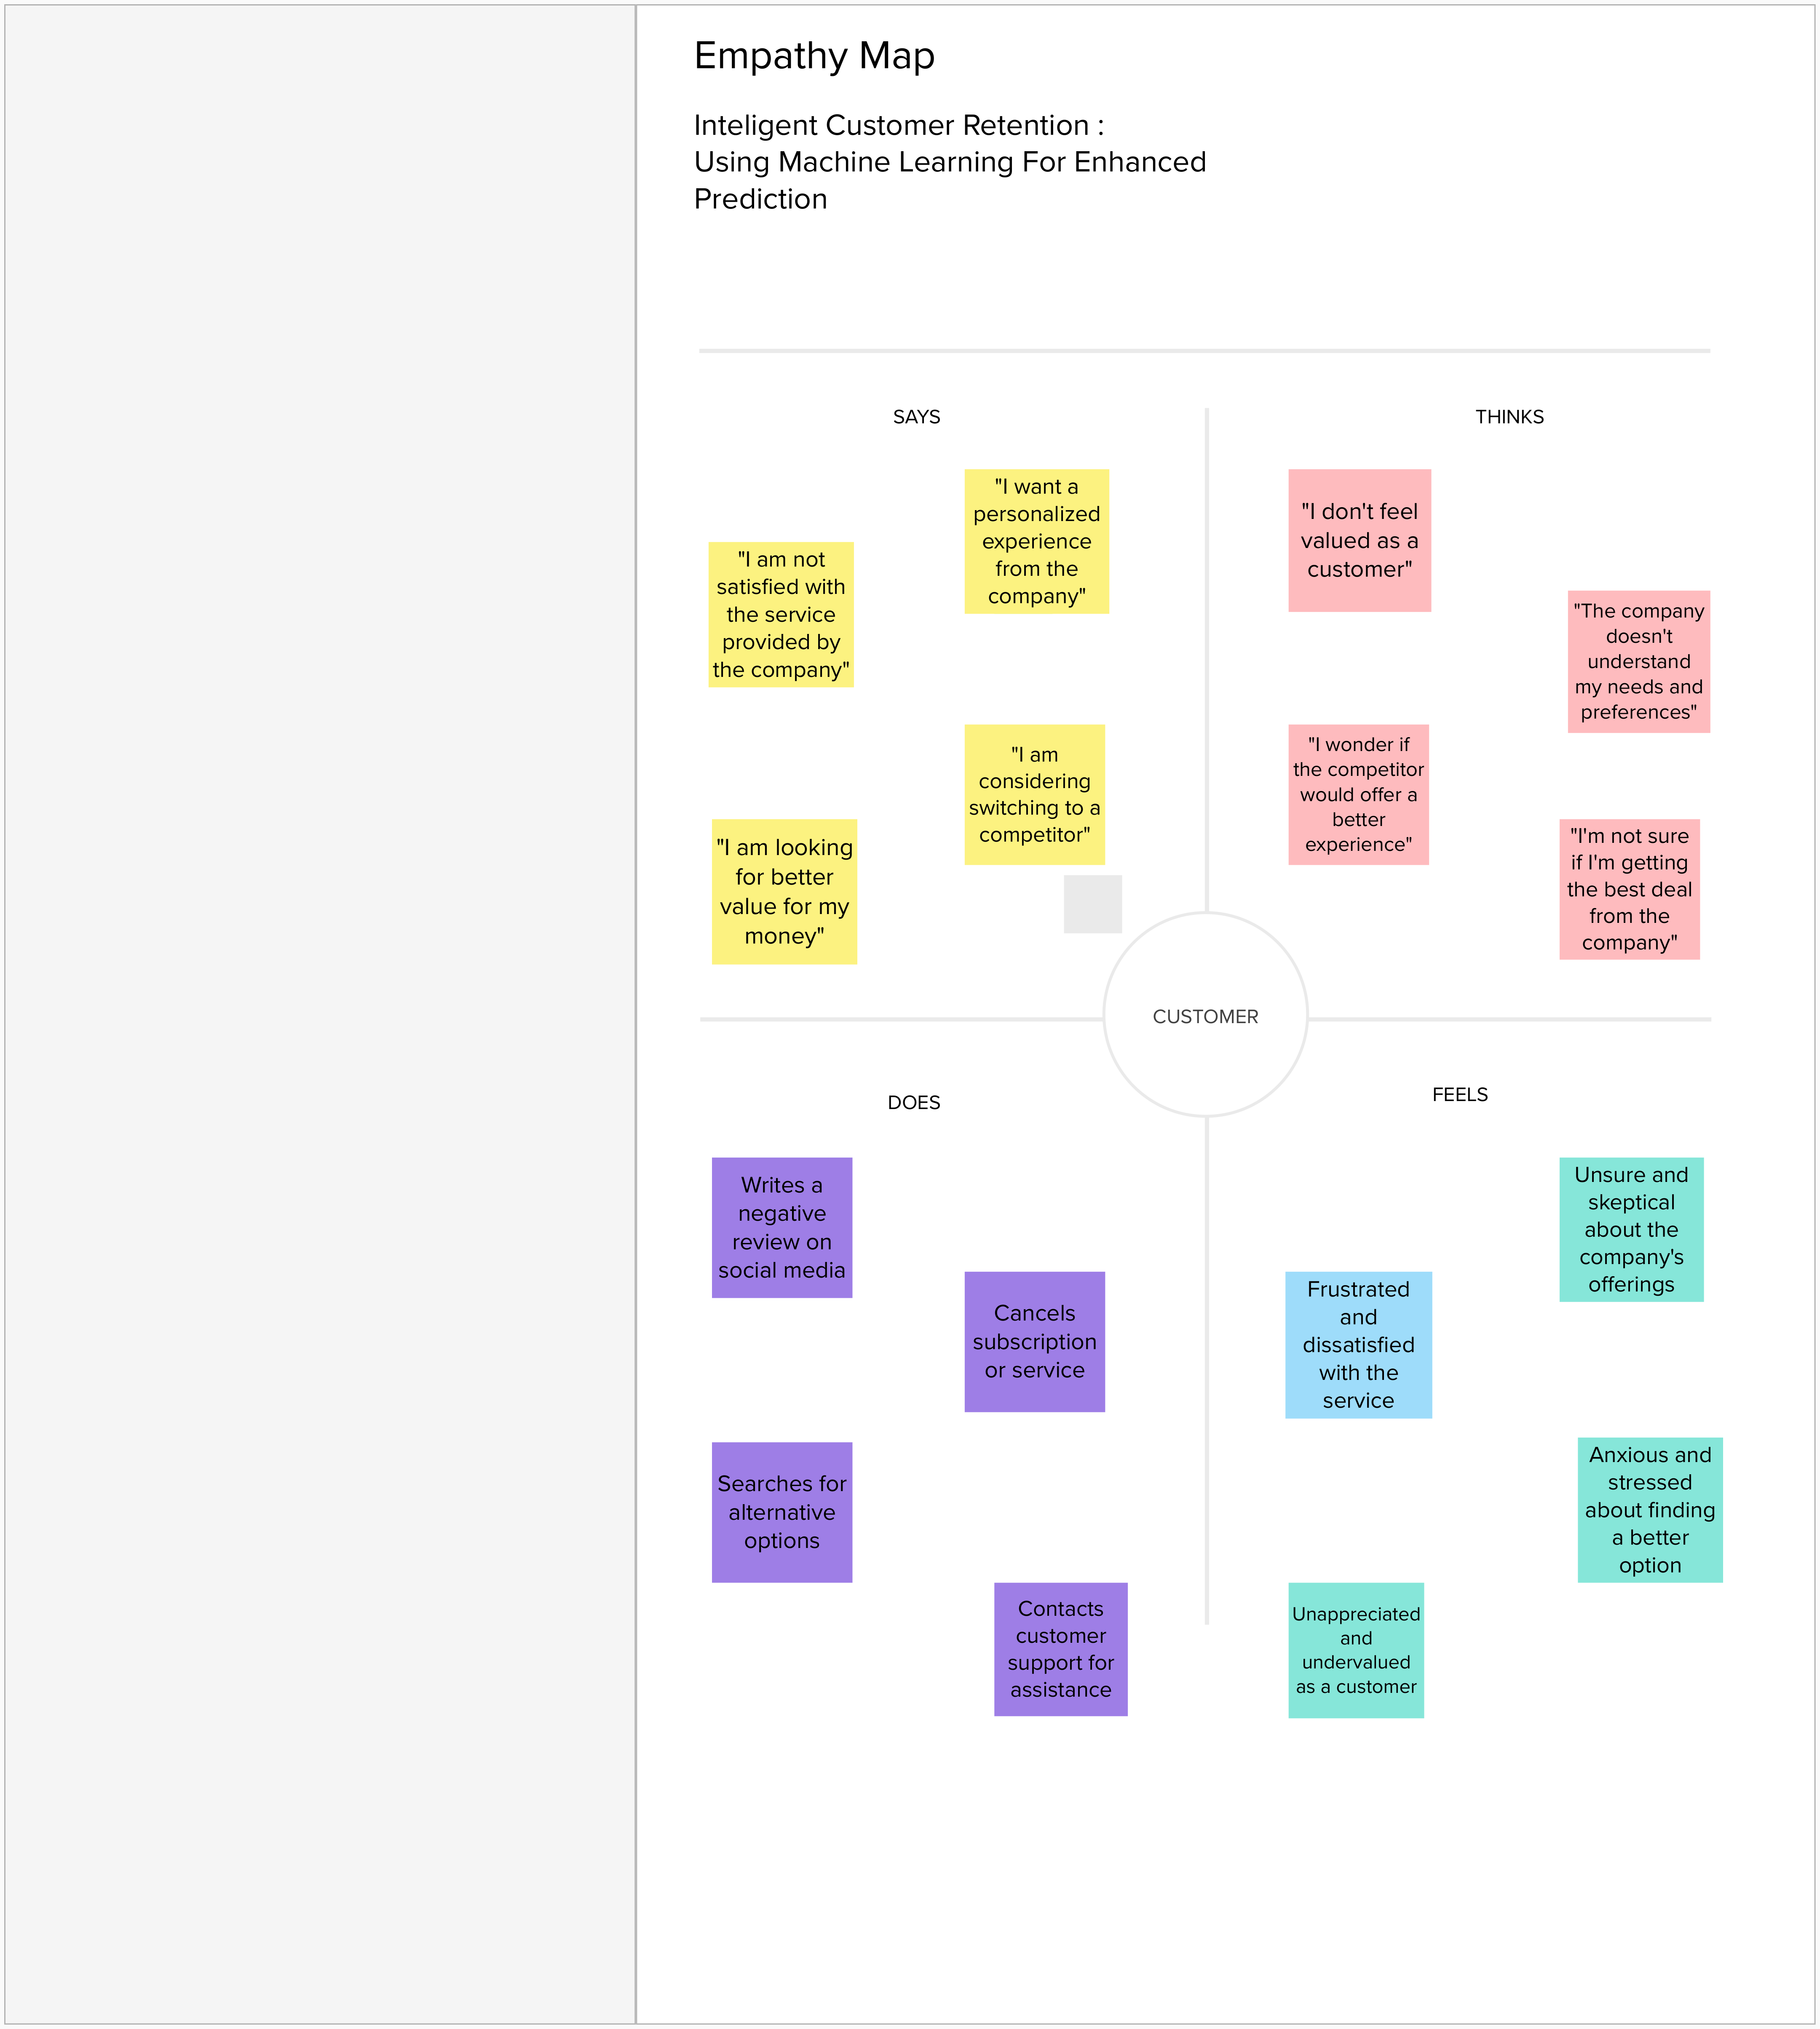 Empathy Map
Inteligent Customer Retention :
Using Machine Learning For Enhanced
Prediction
SAYS
"I want a
personalized
experience
from the
company"
"I am not
satisfied with
the service
provided by
the company"
"I am
considering
switching to a
competitor"
"I am looking
for better
value for my
money"
THINKS
"I don't feel
valued as a
customer"
"The company
doesn't
understand
my needs and
preferences"
"I wonder if
the competitor
would offer a
better
experience"
"I'm not sure
if I'm getting
the best deal
from the
company"
CUSTOMER
DOES
Writes a
negative
review on
social media
Cancels
subscription
or service
Searches for
alternative
options
Contacts
customer
support for
assistance
FEELS
Unsure and
skeptical
about the
company's
offerings
Frustrated
and
dissatisfied
with the
service
Anxious and
stressed
about finding
a better
option
Unappreciated
and
undervalued
as a customer